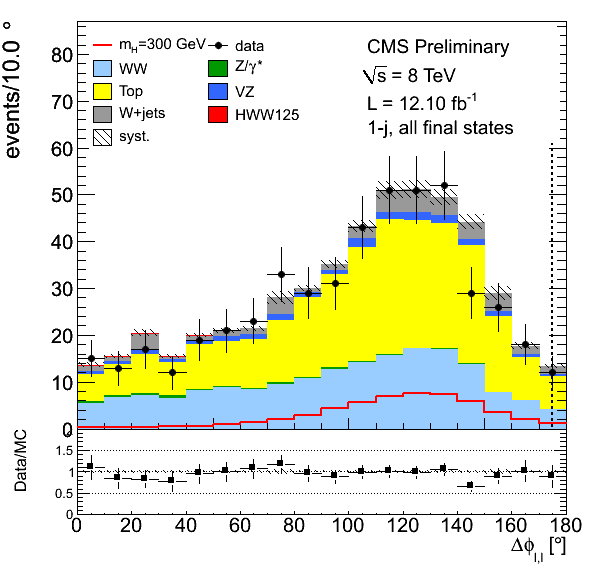 events/10.0 °
80
70
60
50
40
30
20
10
0
m_H=300 GeV
data
WW
Z/γ*
Top
VZ
W+jets
HWW125
syst.
CMS Preliminary
√s = 8 TeV
L = 12.10 fb⁻¹
1-j, all final states
Data/MC
2
1.5
1
0.5
0
0 20 40 60 80 100 120 140 160 180
Δϕ_l,l [°]